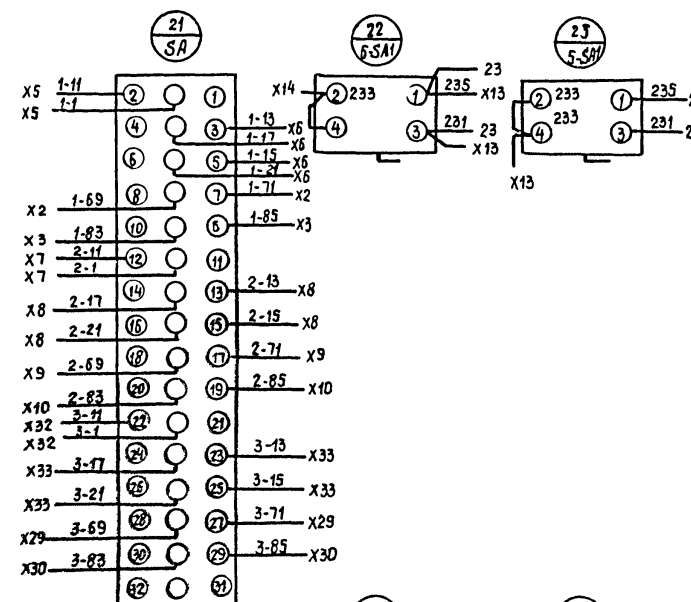 21
SA
22
6-SA1
23
5-SA1
X5 1-11 2 1
X5 1-1
4 3 1-13 X6
1-17 X6
6 5 1-15 X6
1-21 X6
8 7 1-71 X2
X2 1-69
10 6 1-85 X3
X3 1-83
X7 2-11 12 11
X7 2-1
14 13 2-13 X8
X8 2-17
16 15 2-15 X8
X8 2-21
18 17 2-71 X9
X9 2-69
20 19 2-85 X10
X10 2-83
X32 3-11 22 21
X32 3-1
24 23 3-13 X33
X33 3-17
26 25 3-15 X33
X33 3-21
28 27 3-71 X29
X29 3-69
30 29 3-85 X30
X30 3-83
32 31
X14 2 233 1 235 23
X13
4 3 231 23
X13
2 233 1 235 2
4 233 3 231 2
X13